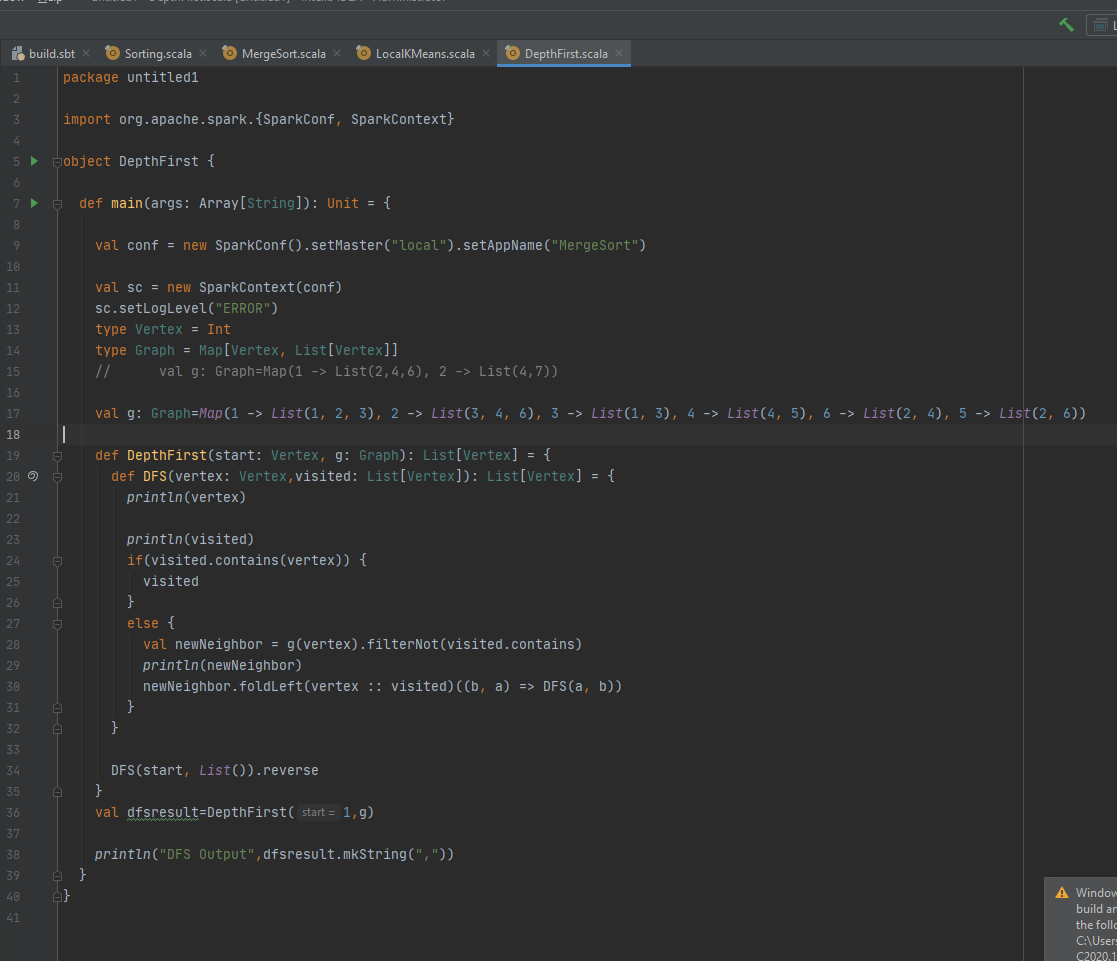 build.sbt Sorting.scala MergeSort.scala LocalKMeans.scala DepthFirst.scala
1 package untitled1
2
3 import org.apache.spark.{SparkConf, SparkContext}
4
5 object DepthFirst {
6
7 def main(args: Array[String]): Unit = {
8
9 val conf = new SparkConf().setMaster("local").setAppName("MergeSort")
10
11 val sc = new SparkContext(conf)
12 sc.setLogLevel("ERROR")
13 type Vertex = Int
14 type Graph = Map[Vertex, List[Vertex]]
15 // val g: Graph=Map(1 -> List(2,4,6), 2 -> List(4,7))
16
17 val g: Graph=Map(1 -> List(1, 2, 3), 2 -> List(3, 4, 6), 3 -> List(1, 3), 4 -> List(4, 5), 6 -> List(2, 4), 5 -> List(2, 6))
18
19 def DepthFirst(start: Vertex, g: Graph): List[Vertex] = {
20 def DFS(vertex: Vertex,visited: List[Vertex]): List[Vertex] = {
21 println(vertex)
22
23 println(visited)
24 if(visited.contains(vertex)) {
25 visited
26 }
27 else {
28 val newNeighbor = g(vertex).filterNot(visited.contains)
29 println(newNeighbor)
30 newNeighbor.foldLeft(vertex :: visited)((b, a) => DFS(a, b))
31 }
32 }
33
34 DFS(start, List()).reverse
35 }
36 val dfsresult=DepthFirst( start = 1,g)
37
38 println("DFS Output",dfsresult.mkString(","))
39 }
40 }
41
Window
build an
the follo
C:\Users
C2020.1